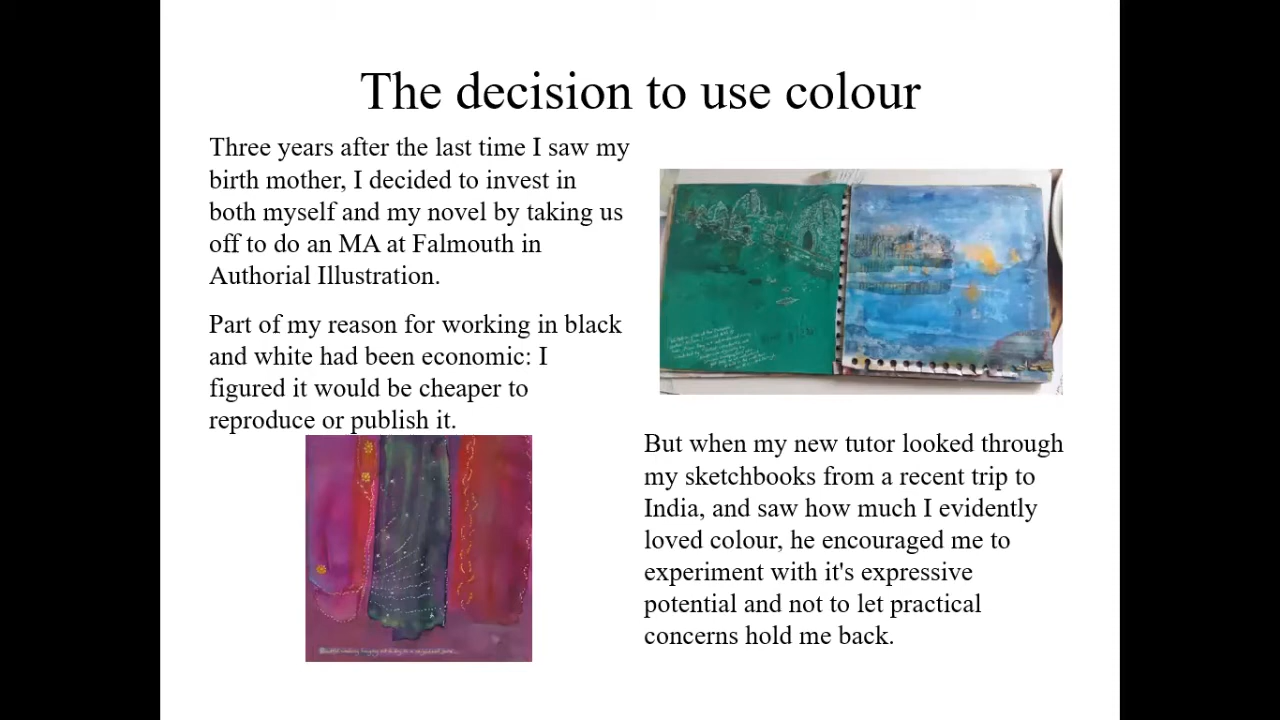 The decision to use colour
Three years after the last time I saw my
birth mother, I decided to invest in
both myself and my novel by taking us
off to do an MA at Falmouth in
Authorial Illustration.
Part of my reason for working in black
and white had been economic: I
figured it would be cheaper to
reproduce or publish it.
But when my new tutor looked through
my sketchbooks from a recent trip to
India, and saw how much I evidently
loved colour, he encouraged me to
experiment with it's expressive
potential and not to let practical
concerns hold me back.